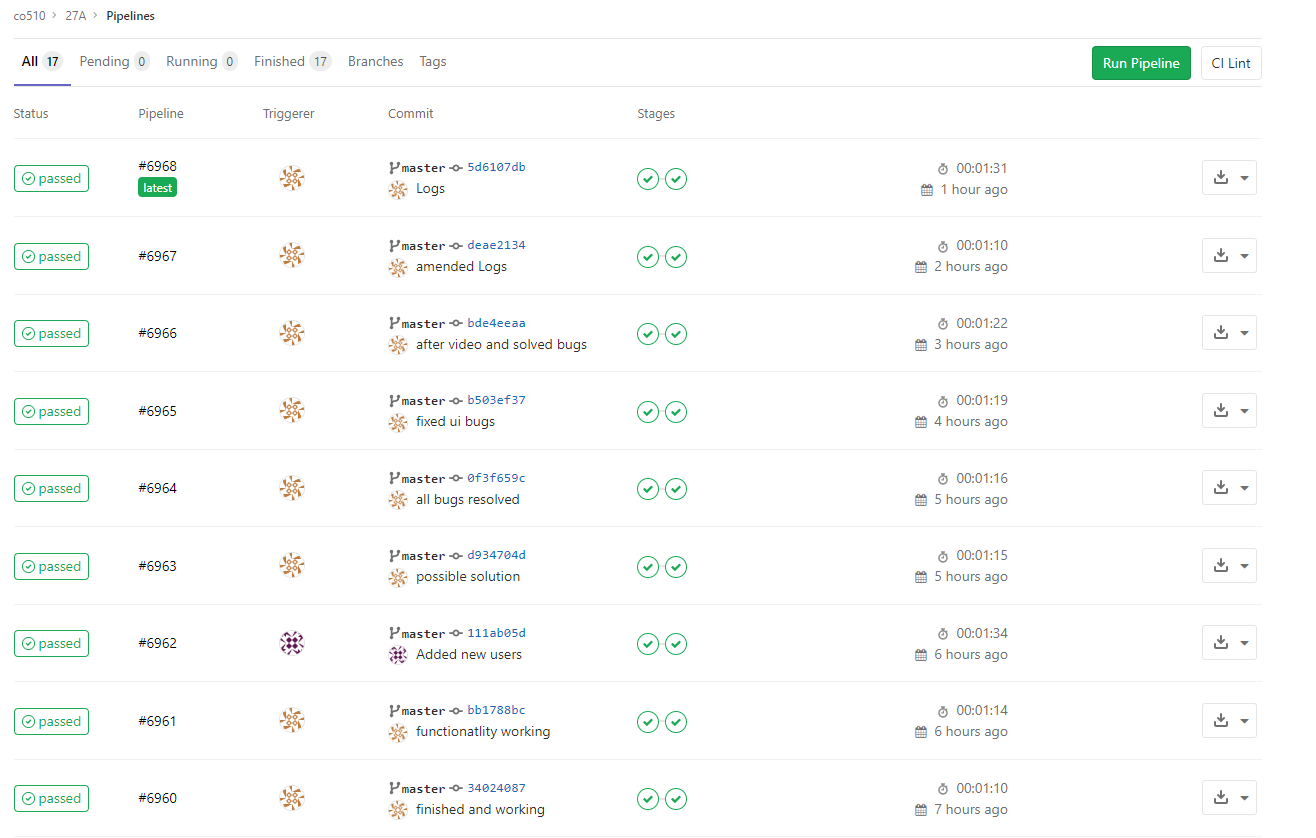 co510 > 27A > Pipelines
All 17 Pending 0 Running 0 Finished 17 Branches Tags Run Pipeline CI Lint
Status Pipeline Triggerer Commit Stages
passed #6968 master 5d6107db 00:01:31
latest Logs 1 hour ago
passed #6967 master deae2134 00:01:10
amended Logs 2 hours ago
passed #6966 master bde4eeaa 00:01:22
after video and solved bugs 3 hours ago
passed #6965 master b503ef37 00:01:19
fixed ui bugs 4 hours ago
passed #6964 master 0f3f659c 00:01:16
all bugs resolved 5 hours ago
passed #6963 master d934704d 00:01:15
possible solution 5 hours ago
passed #6962 master 111ab05d 00:01:34
Added new users 6 hours ago
passed #6961 master bb1788bc 00:01:14
functionatlity working 6 hours ago
passed #6960 master 34024087 00:01:10
finished and working 7 hours ago